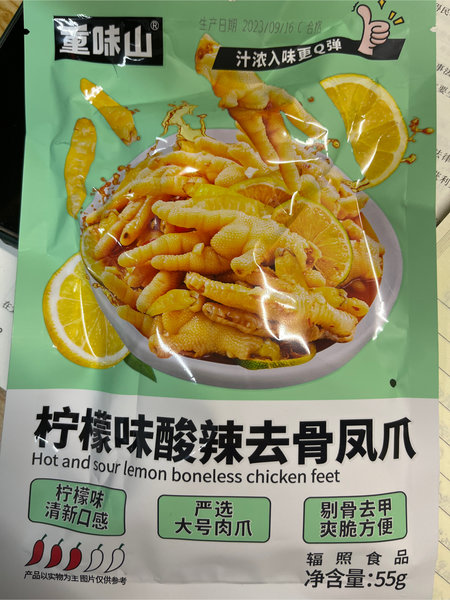 重味山®
生产日期 2023/09/16 C 合格
汁浓入味更Q弹
柠檬味酸辣去骨凤爪
Hot and sour lemon boneless chicken feet
柠檬味
清新口感
严选
大号肉爪
剔骨去甲
爽脆方便
辐照食品
净含量:55g
产品以实物为主 图片仅供参考